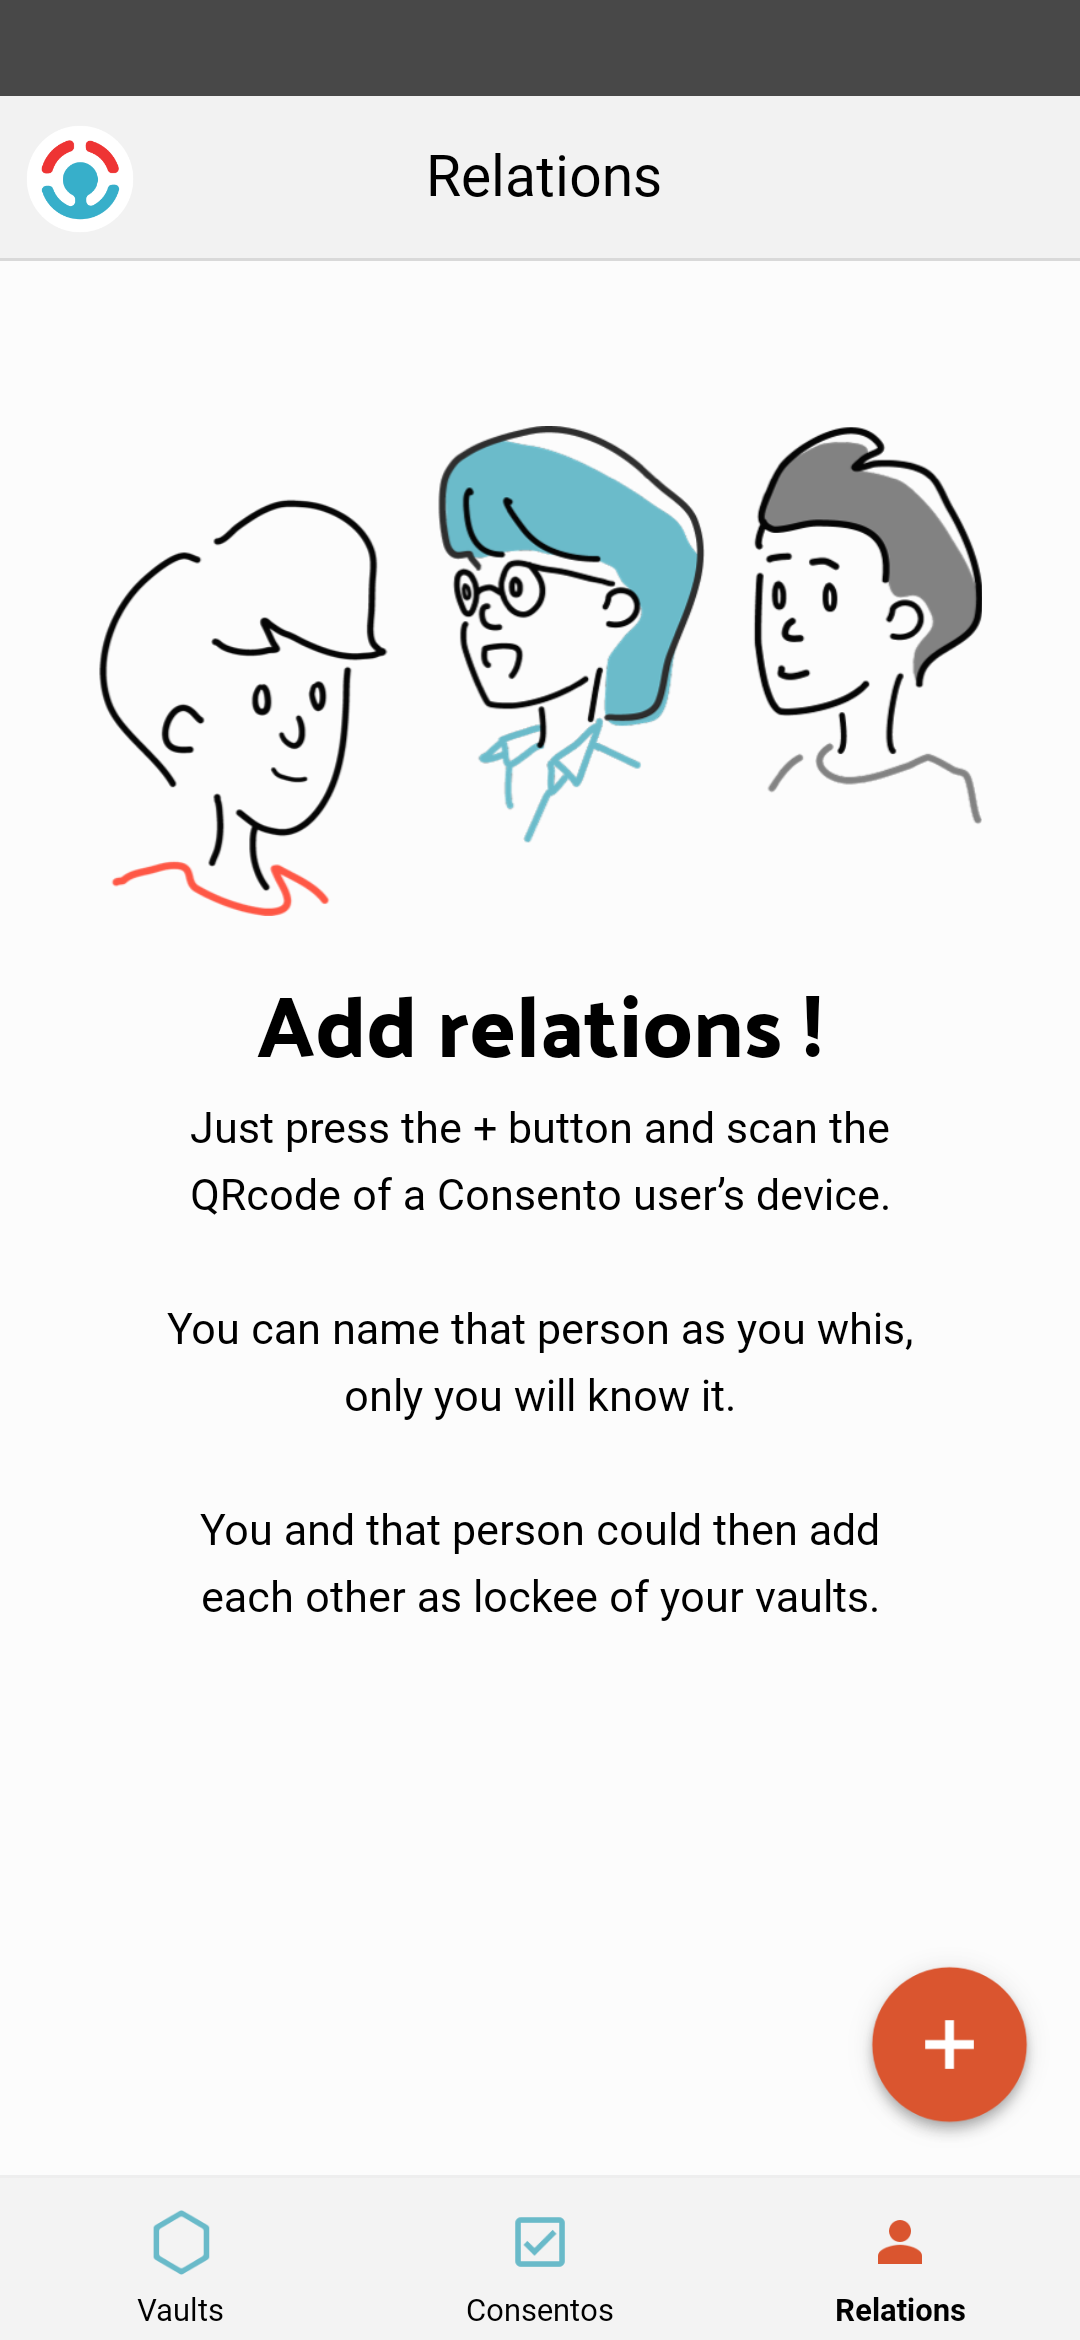 Relations
Add relations !
Just press the + button and scan the
QRcode of a Consento user’s device.
You can name that person as you whis,
only you will know it.
You and that person could then add
each other as lockee of your vaults.
Vaults
Consentos
Relations